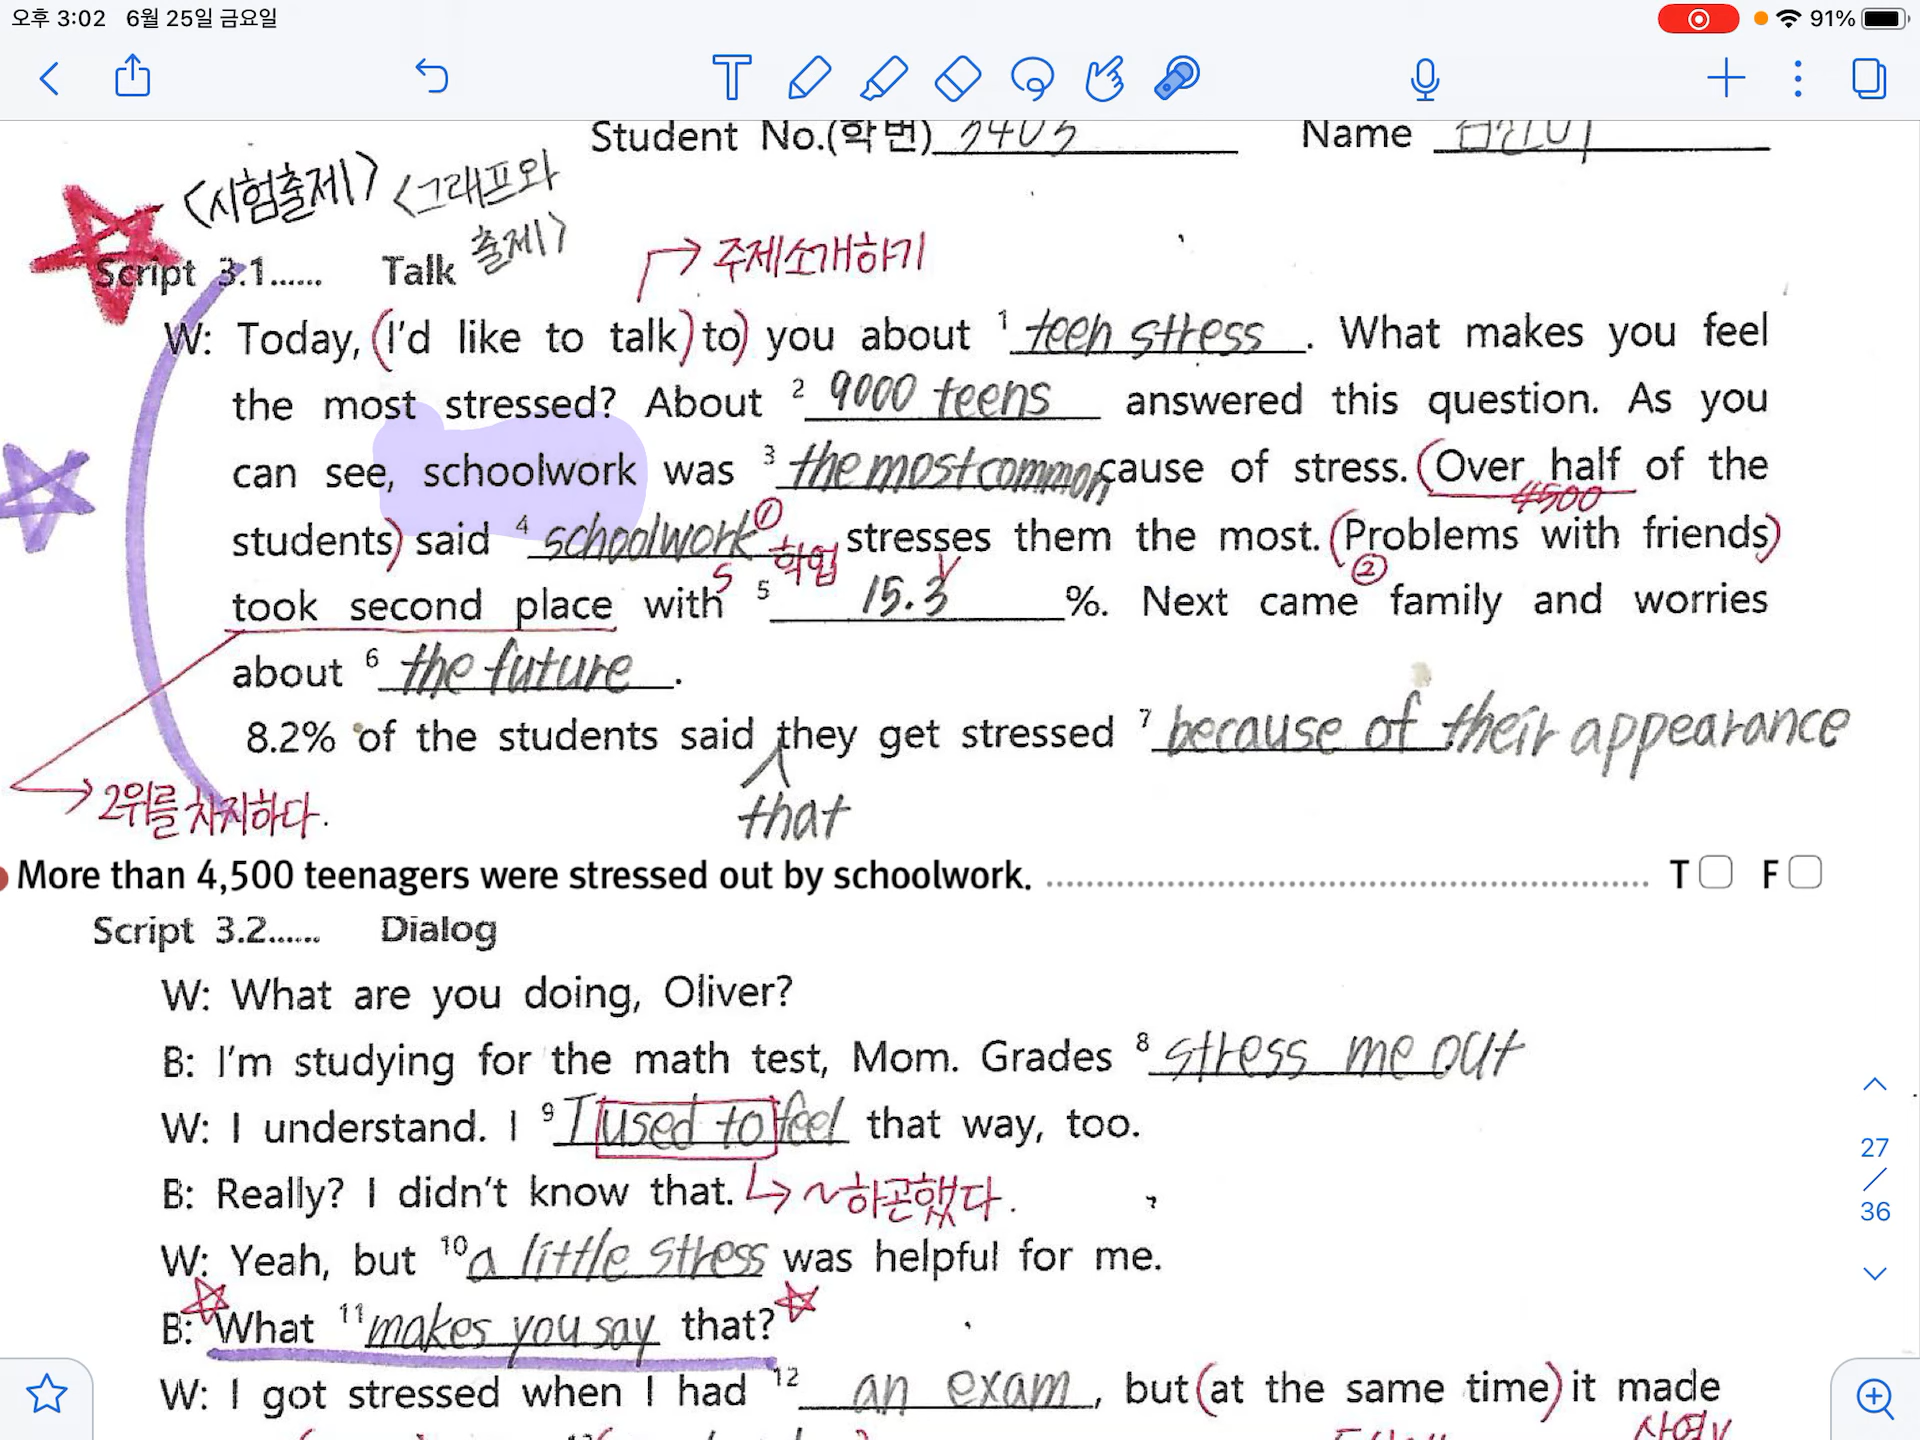 오후 3:02 6월 25일 금요일 91%
Student No.(학번) 3403 Name
<시험출제> <그래프와
출제>
→ 주제소개하기
Script 3.1...... Talk
W: Today, (I'd like to talk) to) you about 1 teen stress. What makes you feel
the most stressed? About 2 9000 teens answered this question. As you
can see, schoolwork was 3 the most common cause of stress. (Over half of the
4500
students) said 4 schoolwork ① stresses them the most. (Problems with friends)
학업 ②
took second place with 5 15.3 %. Next came family and worries
about 6 the future.
8.2% of the students said they get stressed 7 because of their appearance
that
→ 2위를 차지하다.
More than 4,500 teenagers were stressed out by schoolwork. T F
Script 3.2...... Dialog
W: What are you doing, Oliver?
B: I'm studying for the math test, Mom. Grades 8 stress me out
W: I understand. I 9 I used to feel that way, too.
B: Really? I didn't know that. → ~하곤했다.
W: Yeah, but 10 a little stress was helpful for me.
B: What 11 makes you say that?
W: I got stressed when I had 12 an exam, but (at the same time) it made
27
/
36